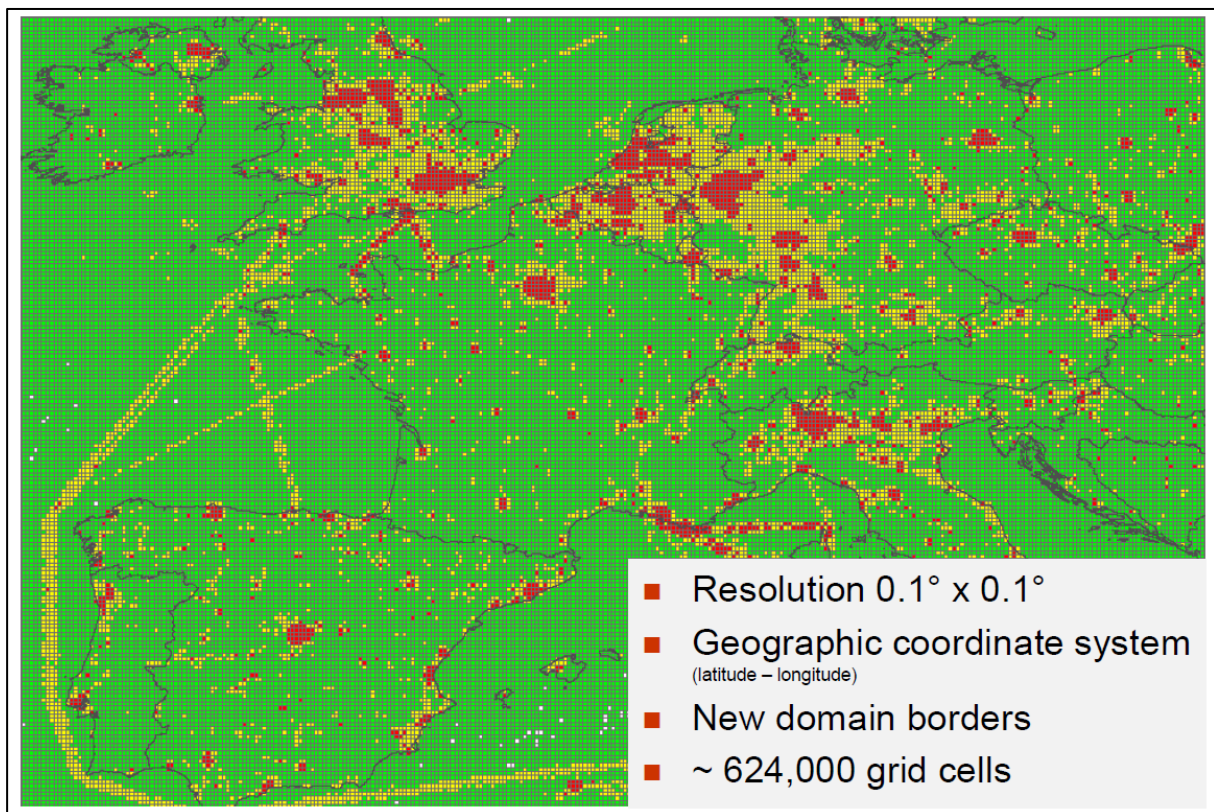 Resolution 0.1° x 0.1°
Geographic coordinate system
(latitude – longitude)
New domain borders
~ 624,000 grid cells